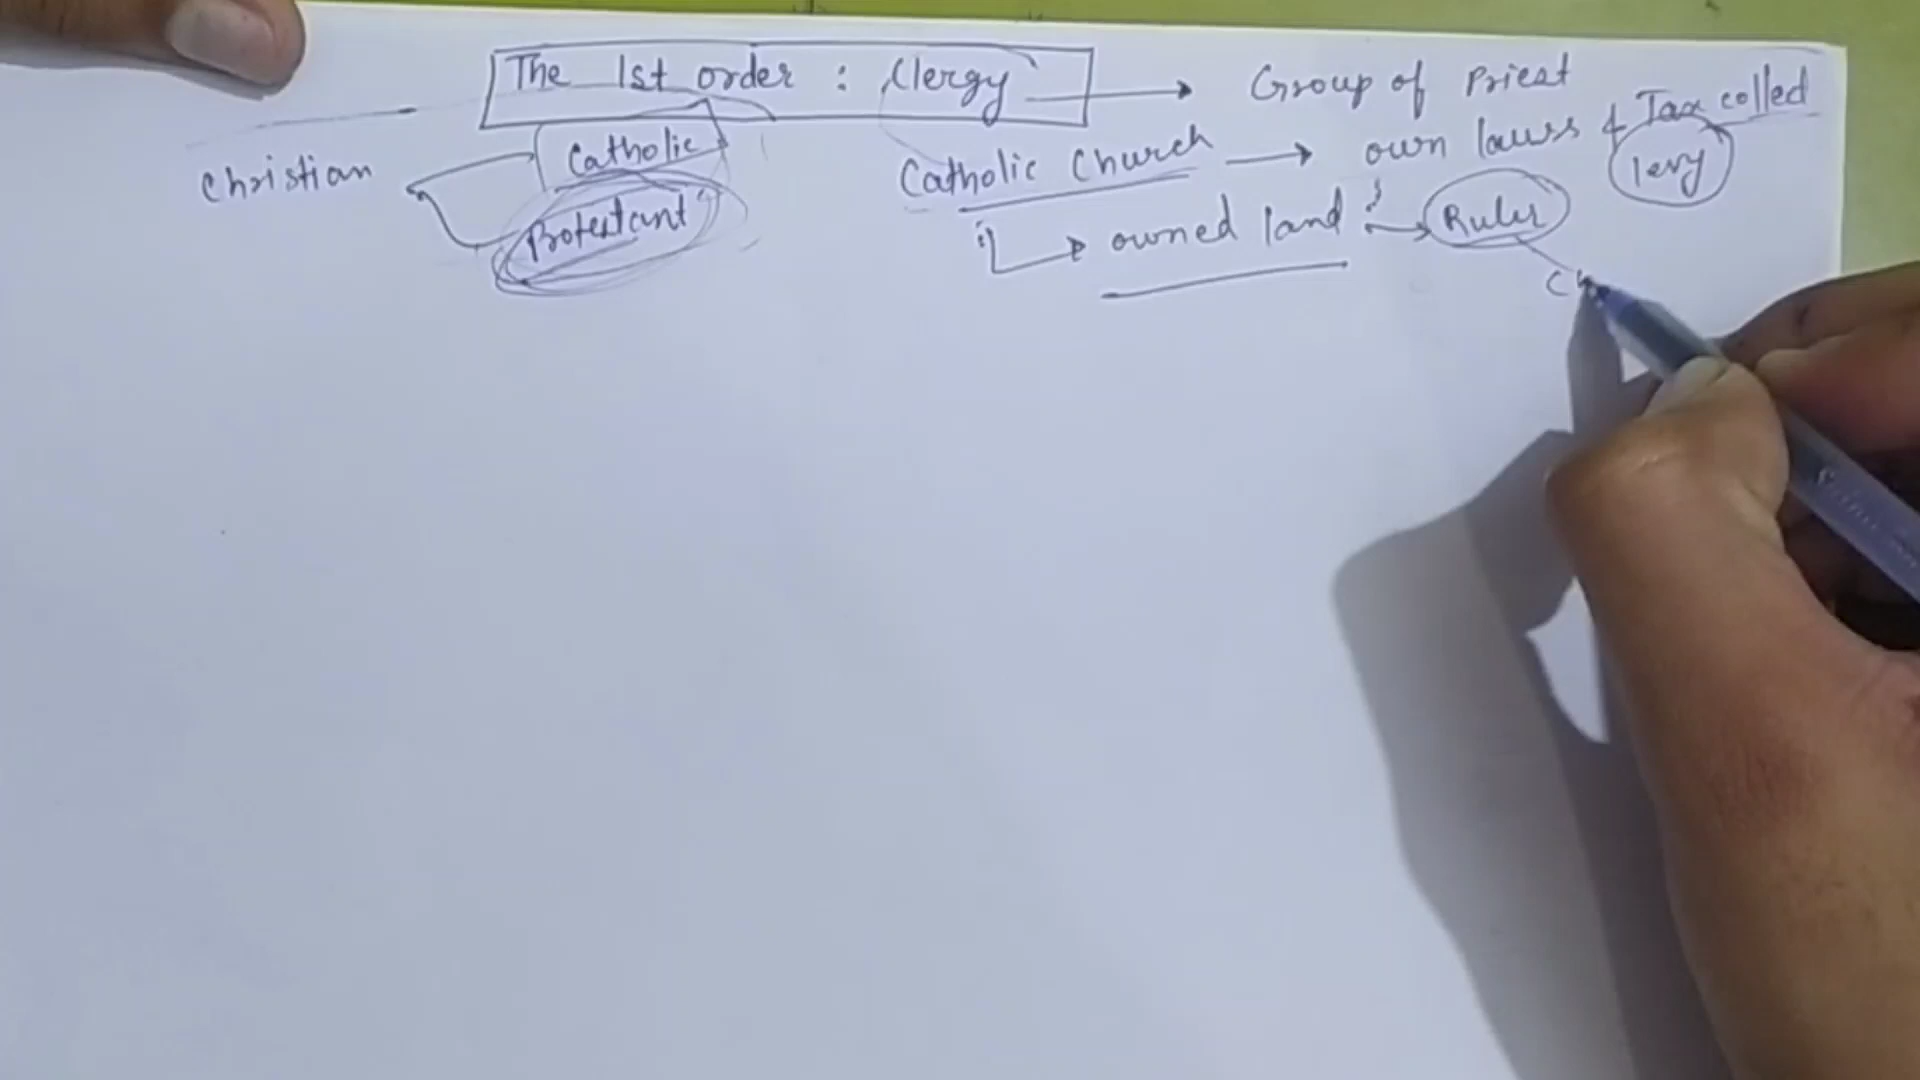 The 1st order : Clergy → Group of Priest
Christian
Catholic
Protestant
Catholic Church → own laws & Tax colled
levy
↳ owned land → Ruler